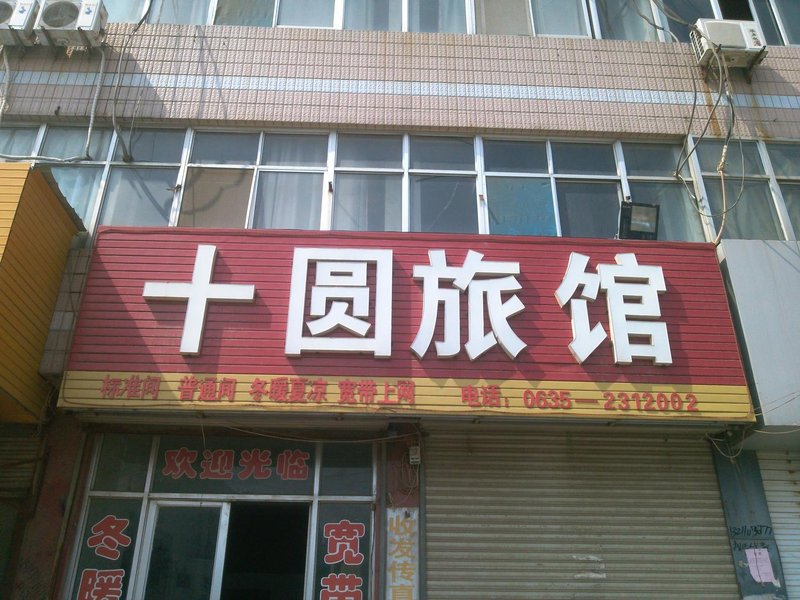 十圆旅馆
标准间 普通间 冬暖夏凉 宽带上网 电话：0635—2312002
欢迎光临
冬暖
宽带
收发传真